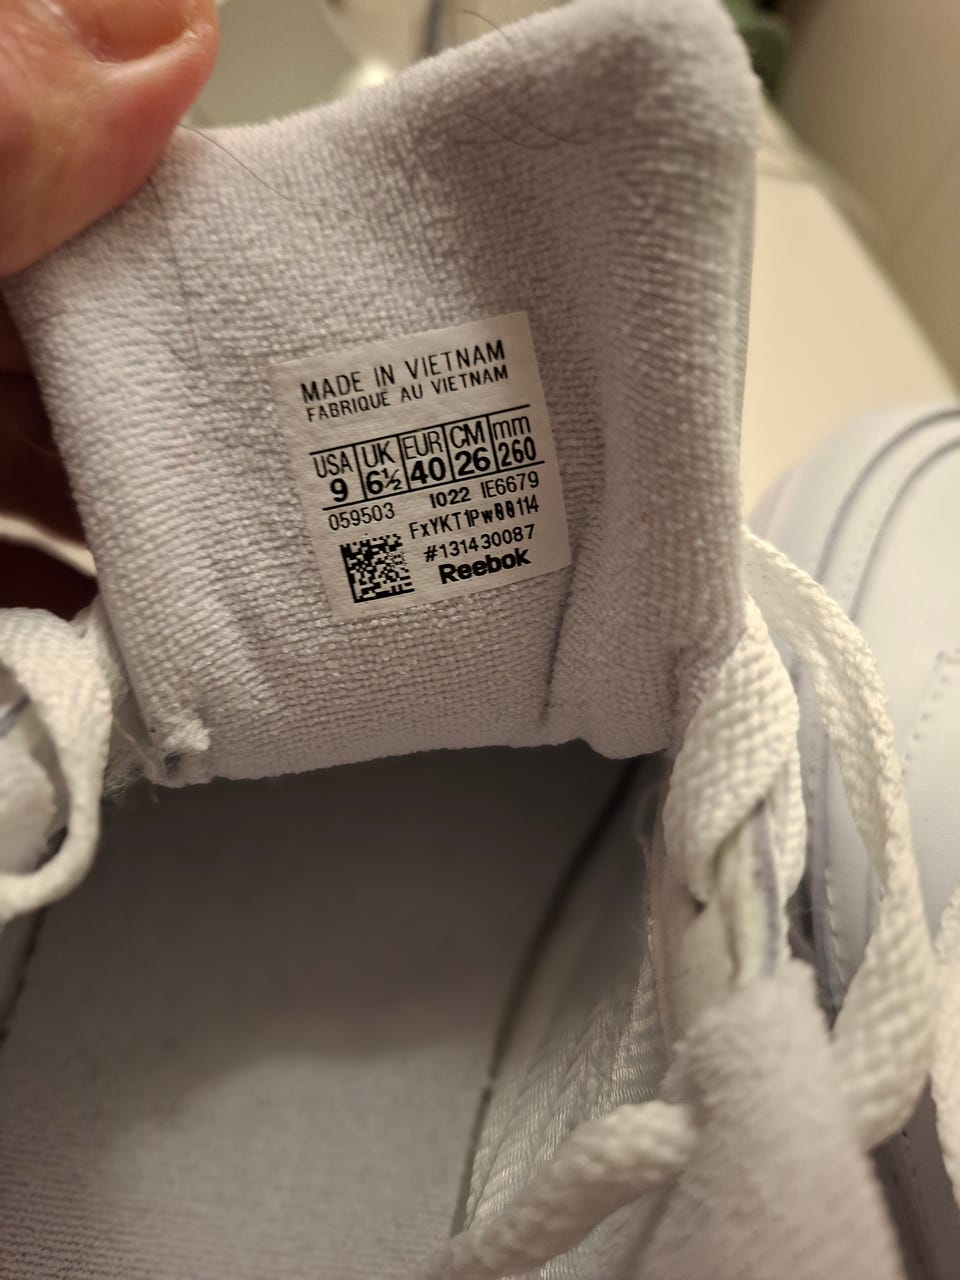 MADE IN VIETNAM
FABRIQUÉ AU VIETNAM
USA UK EUR CM mm
9 6½ 40 26 260
059503 I022 IE6679
FxYKT1Pw00114
#131430087
Reebok